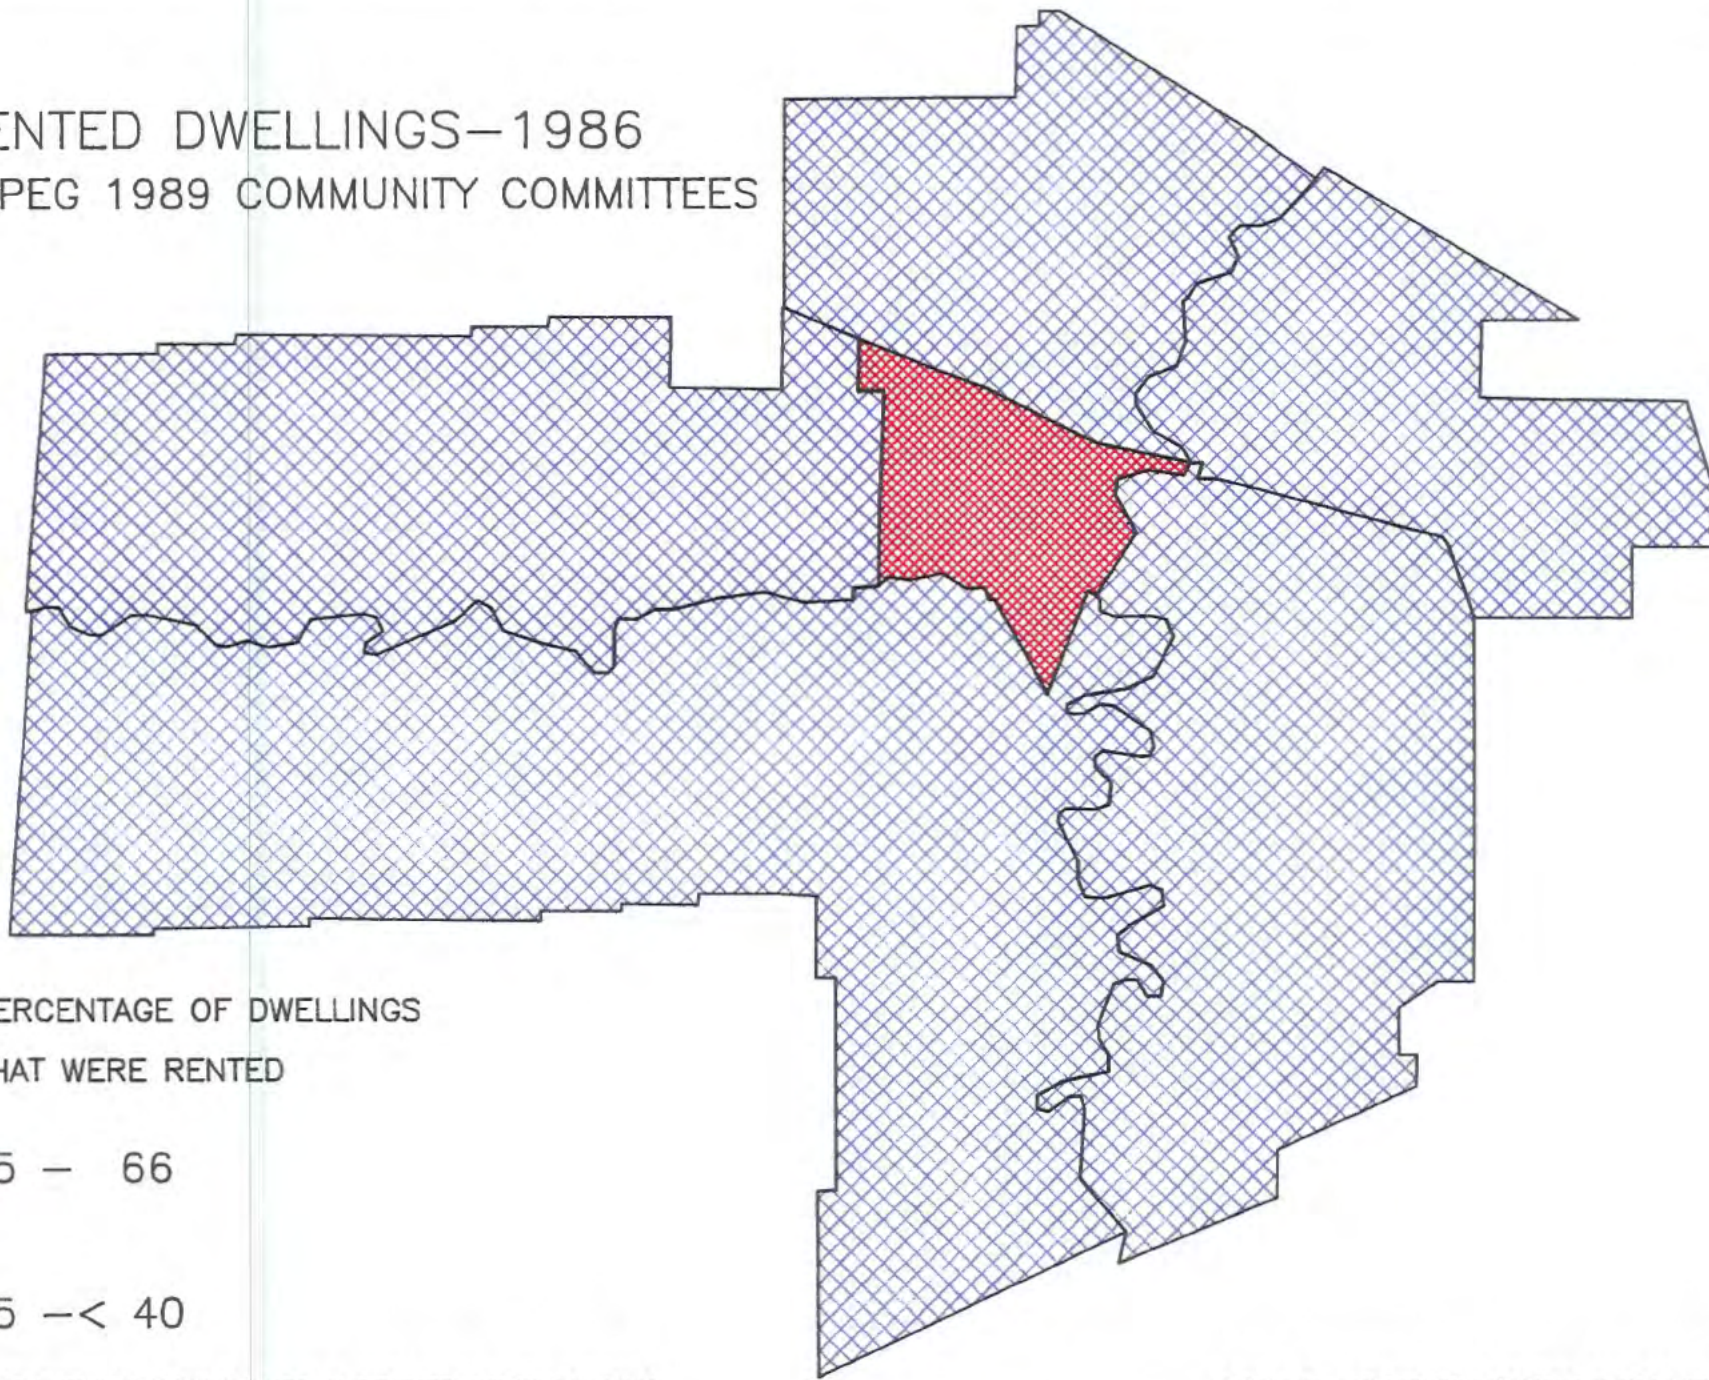 ENTED DWELLINGS-1986
PEG 1989 COMMUNITY COMMITTEES
ERCENTAGE OF DWELLINGS
HAT WERE RENTED
5 - 66
5 -< 40